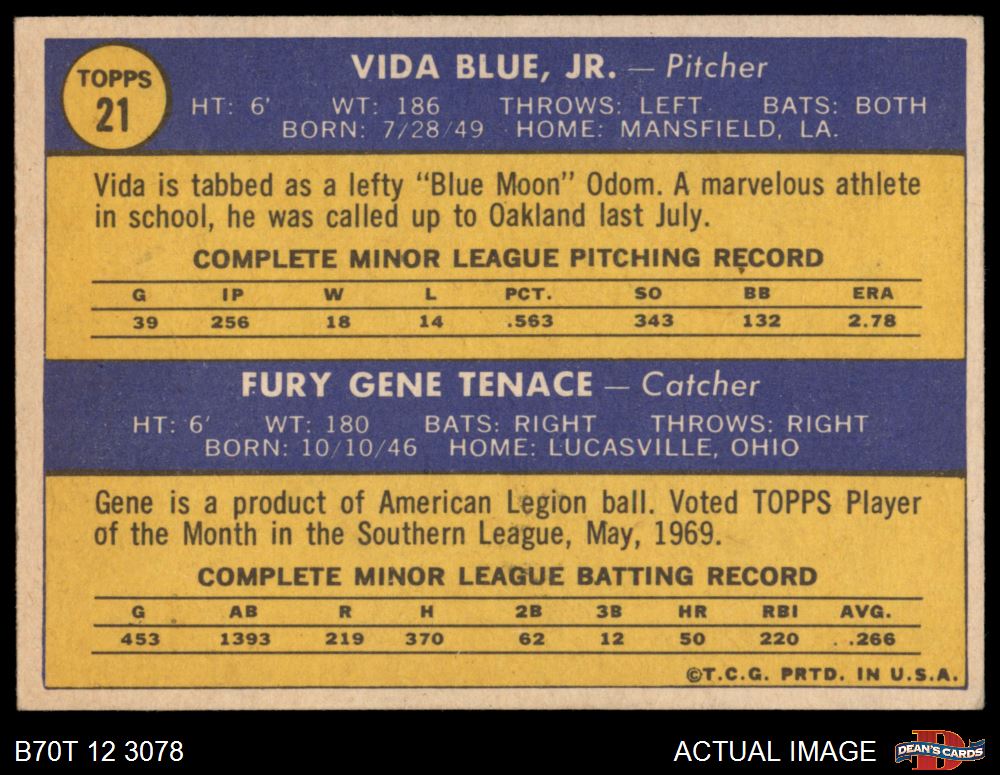 TOPPS
21
VIDA BLUE, JR. — Pitcher
HT: 6' WT: 186 THROWS: LEFT BATS: BOTH
BORN: 7/28/49 HOME: MANSFIELD, LA.
Vida is tabbed as a lefty "Blue Moon" Odom. A marvelous athlete
in school, he was called up to Oakland last July.
COMPLETE MINOR LEAGUE PITCHING RECORD
G IP W L PCT. SO BB ERA
39 256 18 14 .563 343 132 2.78
FURY GENE TENACE — Catcher
HT: 6' WT: 180 BATS: RIGHT THROWS: RIGHT
BORN: 10/10/46 HOME: LUCASVILLE, OHIO
Gene is a product of American Legion ball. Voted TOPPS Player
of the Month in the Southern League, May, 1969.
COMPLETE MINOR LEAGUE BATTING RECORD
G AB R H 2B 3B HR RBI AVG.
453 1393 219 370 62 12 50 220 .266
©T.C.G. PRTD. IN U.S.A.
B70T 12 3078
ACTUAL IMAGE
DEAN'S CARDS